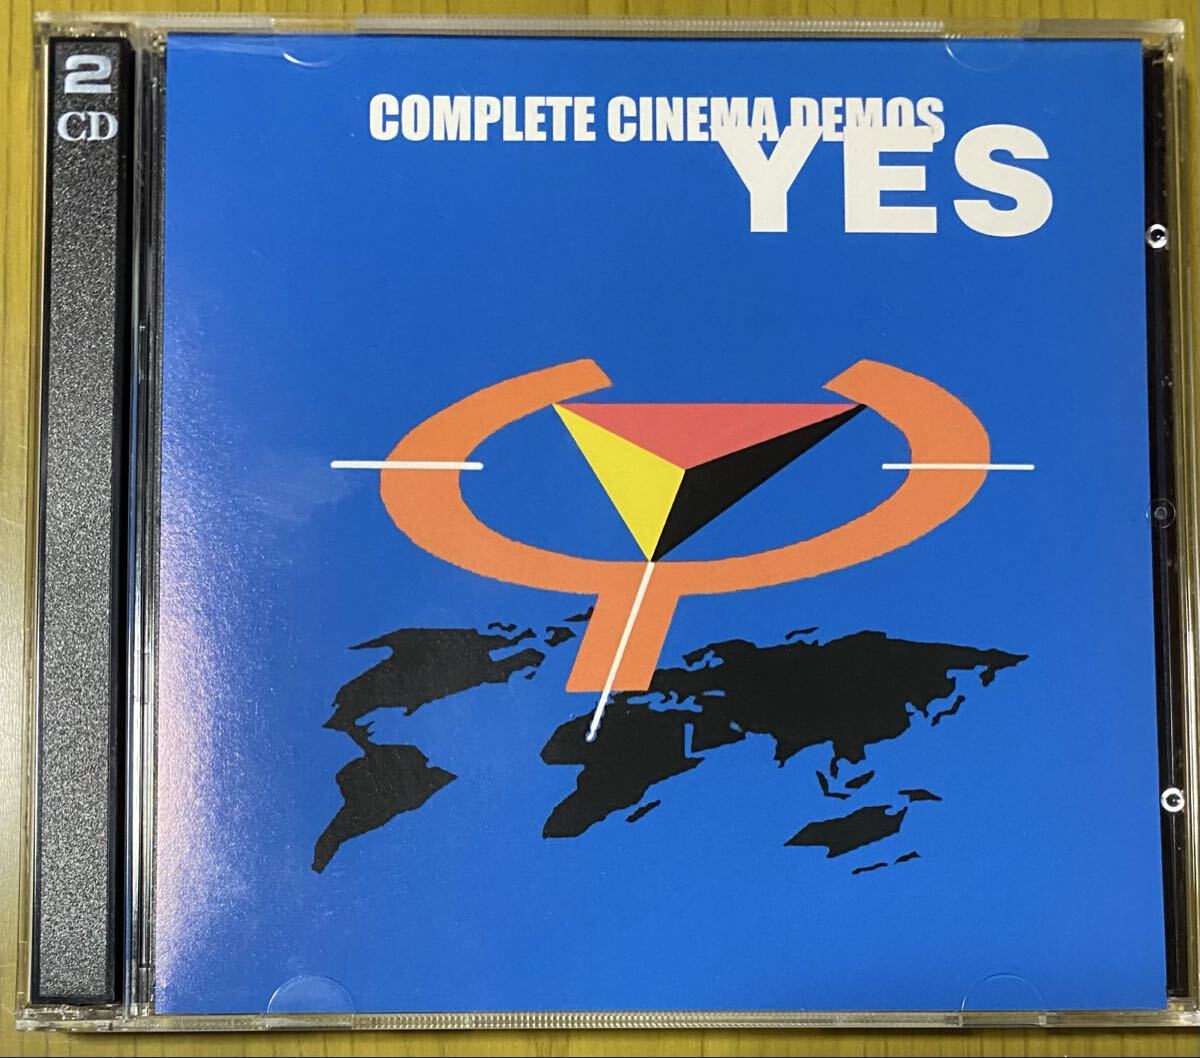 2
CD
COMPLETE CINEMA DEMOS
YES